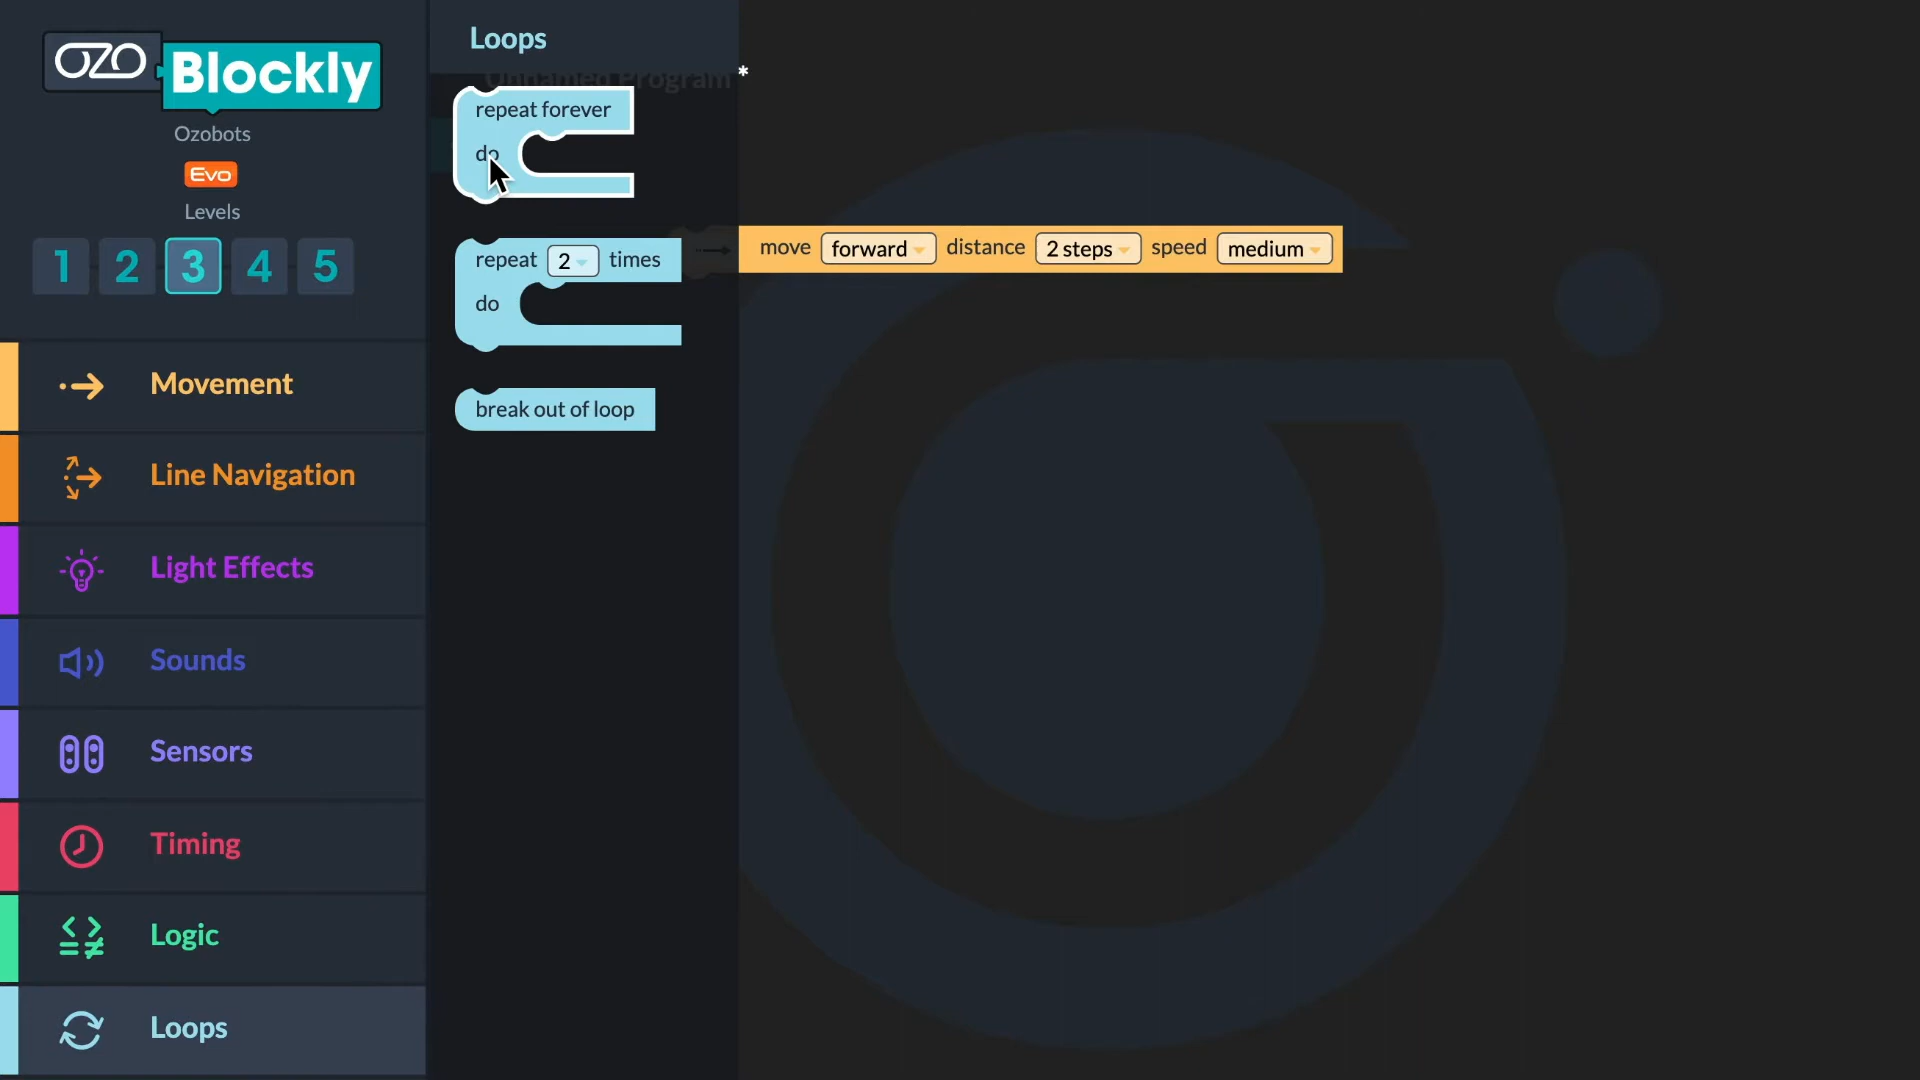 OZO
Blockly
Ozobots
Evo
Levels
1 2 3 4 5
Movement
Line Navigation
Light Effects
Sounds
Sensors
Timing
Logic
Loops
Loops
Unnamed Program *
repeat forever
do
repeat 2 times
do
break out of loop
move forward distance 2 steps speed medium